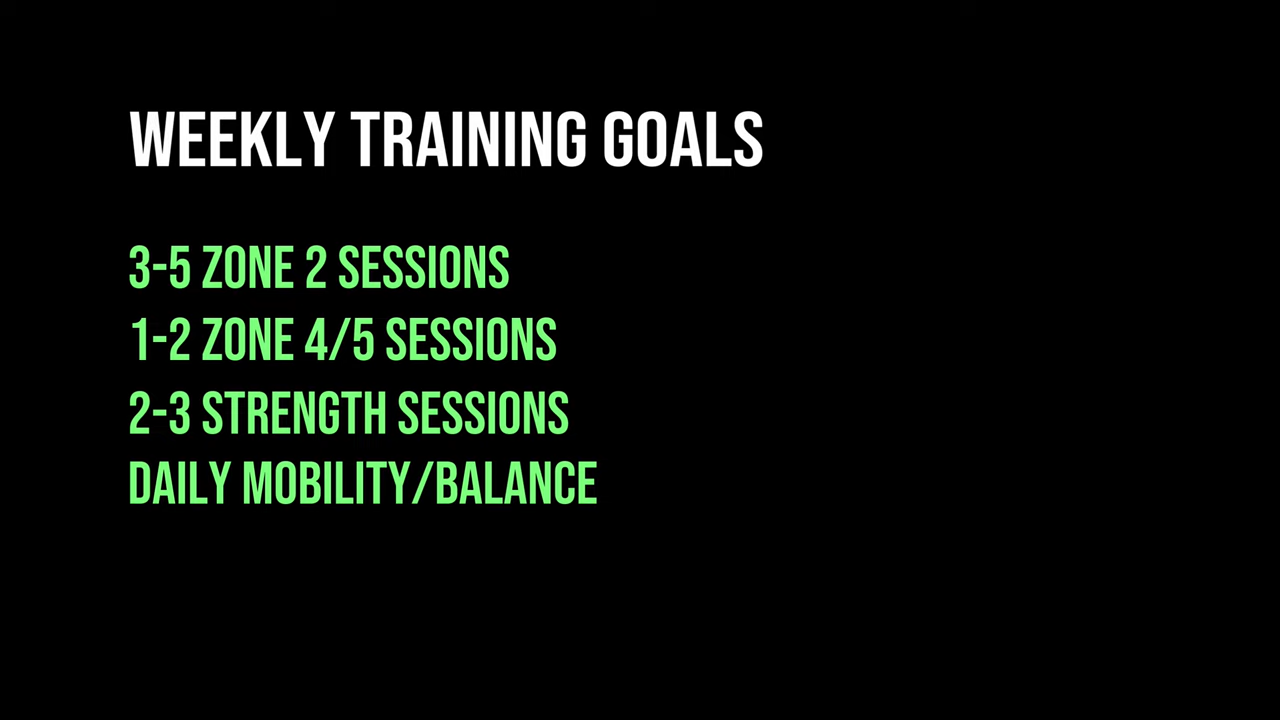 WEEKLY TRAINING GOALS
3-5 ZONE 2 SESSIONS
1-2 ZONE 4/5 SESSIONS
2-3 STRENGTH SESSIONS
DAILY MOBILITY/BALANCE